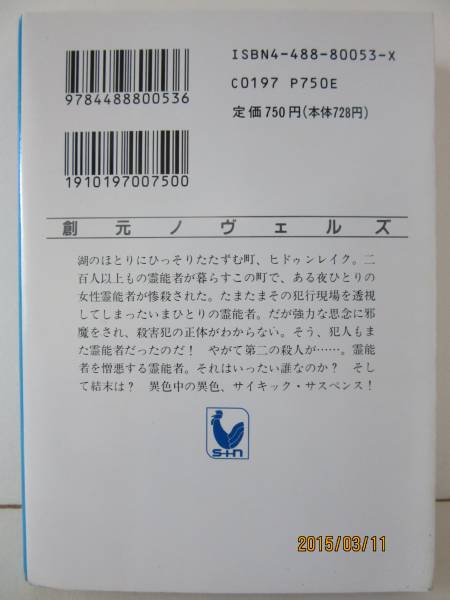 ISBN4-488-80053-X
C0197 P750E
定価750円(本体728円)
9784488800536
1910197007500
創元ノヴェルズ
湖のほとりにひっそりたたずむ町、ヒドゥンレイク。二
百人以上もの霊能者が暮らすこの町で、ある夜ひとりの
女性霊能者が惨殺された。たまたまその犯行現場を透視
してしまったいまひとりの霊能者。だが強力な思念に邪
魔をされ、殺害犯の正体がわからない。そう、犯人もま
た霊能者だったのだ！　やがて第二の殺人が……。霊能
者を憎悪する霊能者。それはいったい誰なのか？　そし
て結末は？　異色中の異色、サイキック・サスペンス！
s+n
2015/03/11